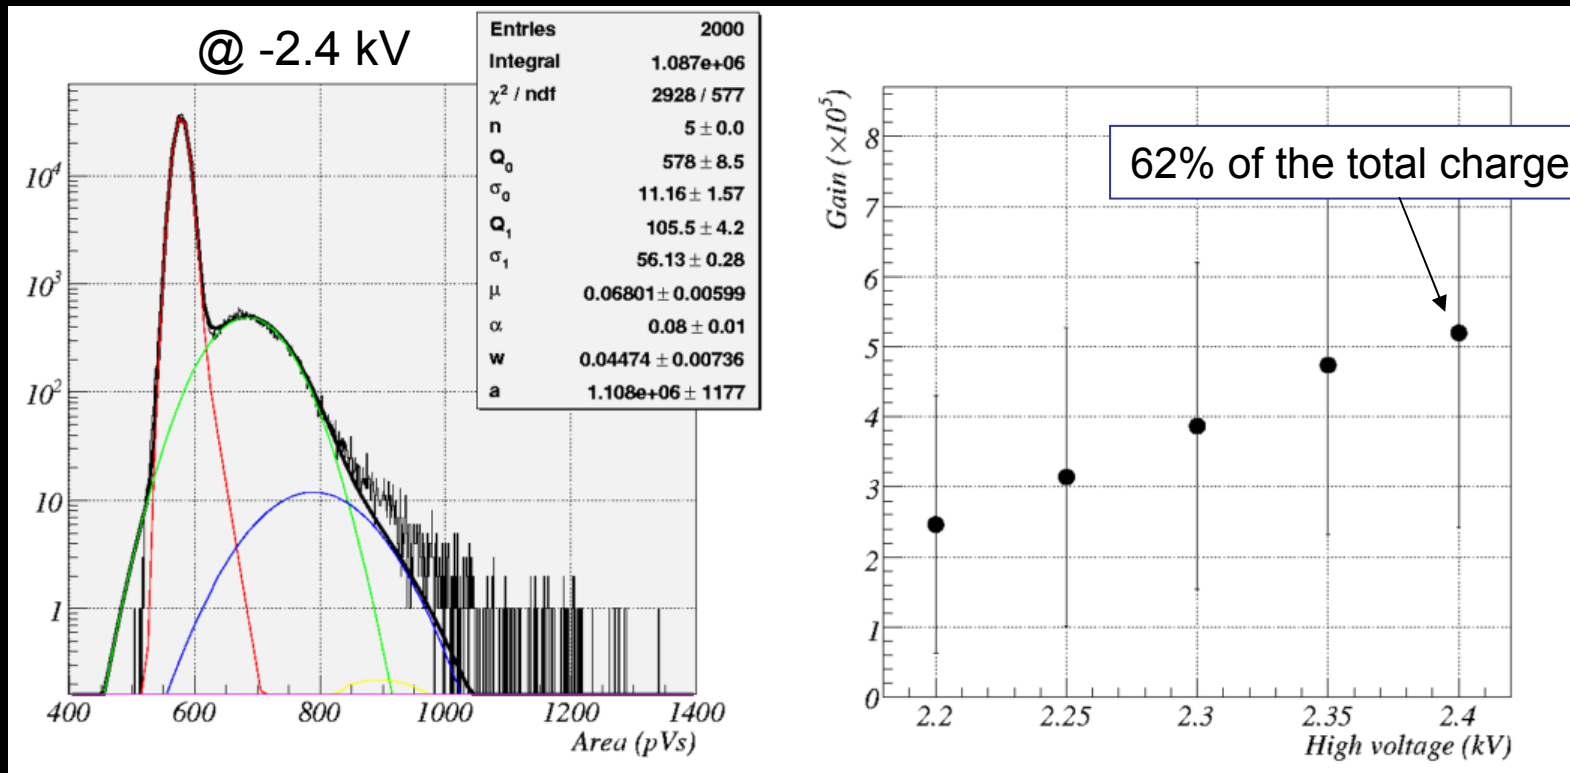 @ -2.4 kV
Entries 2000
Integral 1.087e+06
χ² / ndf 2928 / 577
n 5 ± 0.0
Q₀ 578 ± 8.5
σ₀ 11.16 ± 1.57
Q₁ 105.5 ± 4.2
σ₁ 56.13 ± 0.28
μ 0.06801 ± 0.00599
α 0.08 ± 0.01
w 0.04474 ± 0.00736
a 1.108e+06 ± 1177
10⁴
10³
10²
10
1
400 600 800 1000 1200 1400
Area (pVs)
Gain (×10⁵)
62% of the total charge
8
7
6
5
4
3
2
1
0
2.2 2.25 2.3 2.35 2.4
High voltage (kV)